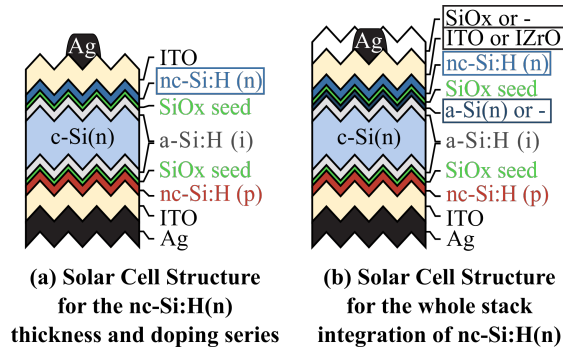 Ag
ITO
nc-Si:H (n)
SiOx seed
c-Si(n)
a-Si:H (i)
SiOx seed
nc-Si:H (p)
ITO
Ag
(a) Solar Cell Structure
for the nc-Si:H(n)
thickness and doping series
SiOx or -
Ag
ITO or IZrO
nc-Si:H (n)
SiOx seed
a-Si(n) or -
c-Si(n)
a-Si:H (i)
SiOx seed
nc-Si:H (p)
ITO
Ag
(b) Solar Cell Structure
for the whole stack
integration of nc-Si:H(n)